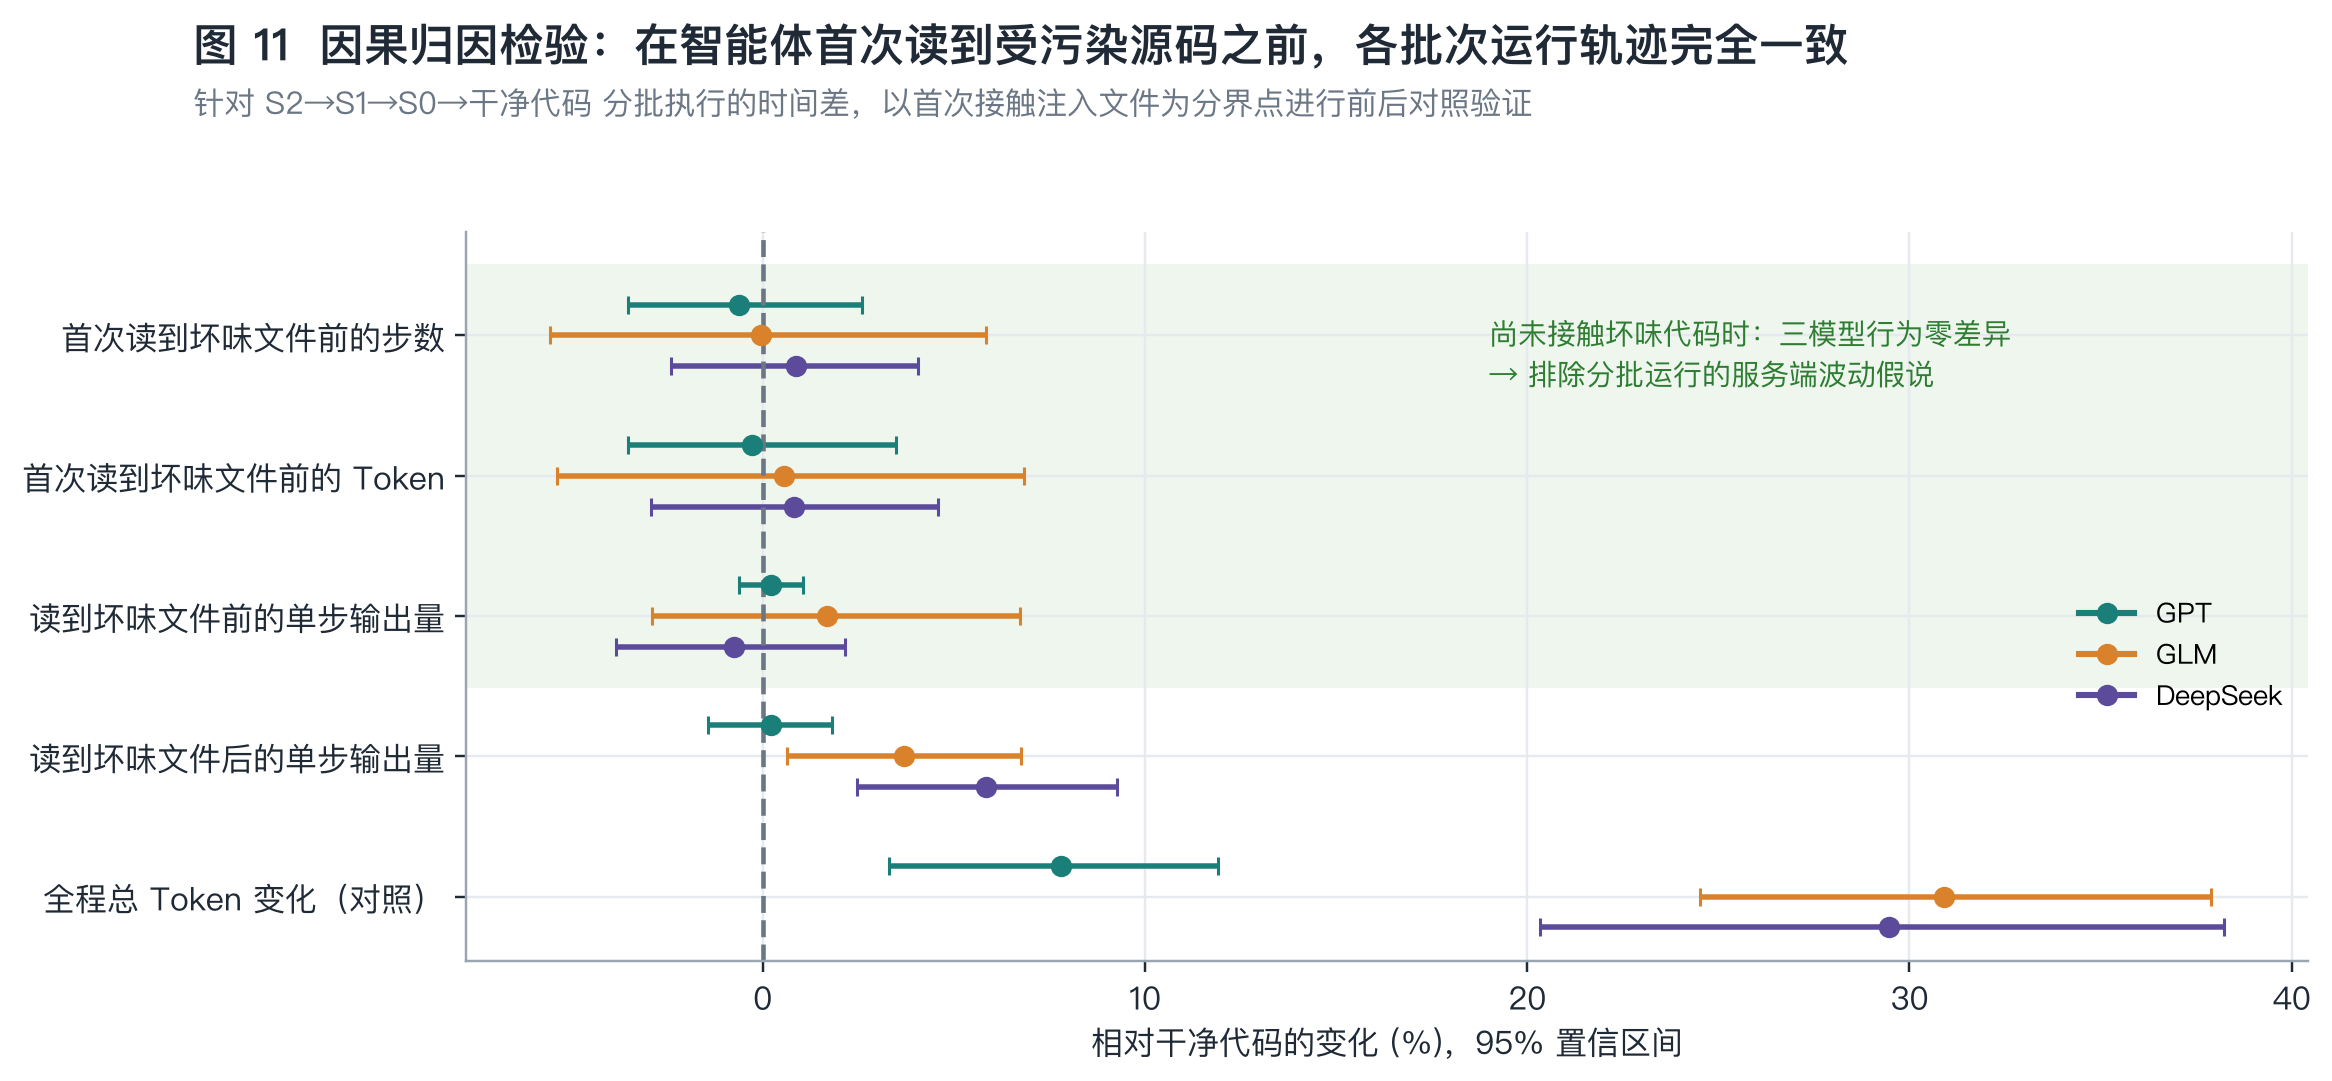 图 11 因果归因检验：在智能体首次读到受污染源码之前，各批次运行轨迹完全一致
针对 S2→S1→S0→干净代码 分批执行的时间差，以首次接触注入文件为分界点进行前后对照验证
首次读到坏味文件前的步数
尚未接触坏味代码时：三模型行为零差异
→ 排除分批运行的服务端波动假说
首次读到坏味文件前的 Token
读到坏味文件前的单步输出量
GPT
GLM
DeepSeek
读到坏味文件后的单步输出量
全程总 Token 变化（对照）
0 10 20 30 40
相对干净代码的变化 (%)，95% 置信区间